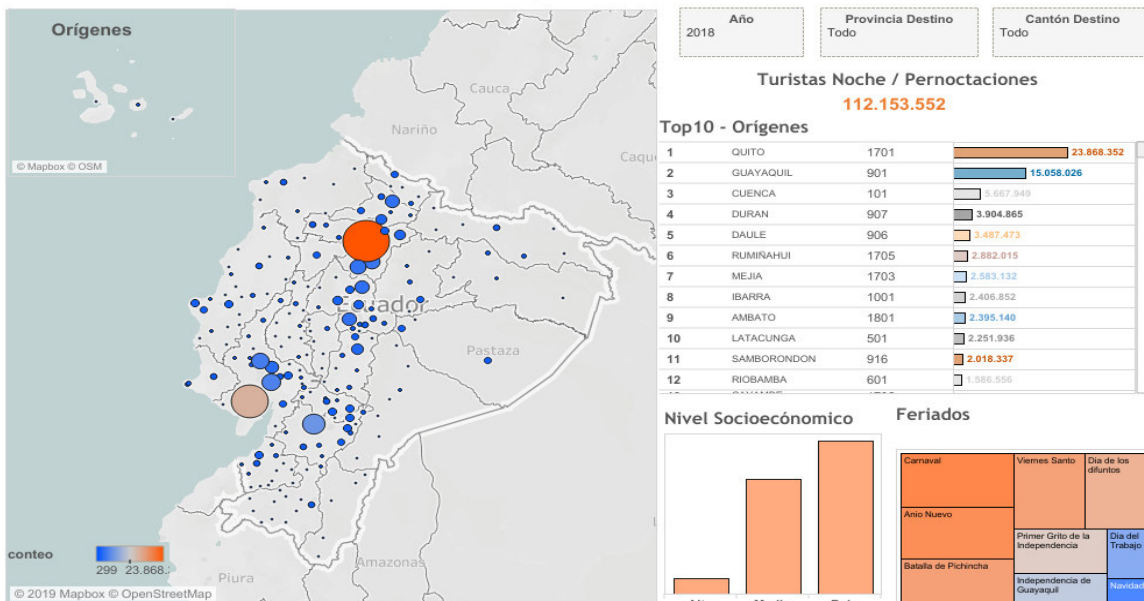 Orígenes
© Mapbox © OSM
Cauca
Nariño
Caque
Ecuador
Pastaza
Amazonas
Piura
conteo
299 23.868.
© 2019 Mapbox © OpenStreetMap
Año
2018
Provincia Destino
Todo
Cantón Destino
Todo
Turistas Noche / Pernoctaciones
112.153.552
Top10 - Orígenes
1 QUITO 1701 23.868.352
2 GUAYAQUIL 901 15.058.026
3 CUENCA 101 5.667.949
4 DURAN 907 3.904.865
5 DAULE 906 3.487.473
6 RUMIÑAHUI 1705 2.882.015
7 MEJIA 1703 2.583.132
8 IBARRA 1001 2.406.852
9 AMBATO 1801 2.395.140
10 LATACUNGA 501 2.251.936
11 SAMBORONDON 916 2.018.337
12 RIOBAMBA 601 1.586.556
Nivel Socioecónomico
Feriados
Carnaval
Anio Nuevo
Batalla de Pichincha
Viernes Santo
Dia de los
difuntos
Primer Grito de la
Independencia
Dia del
Trabajo
Independencia de
Guayaquil
Navidad